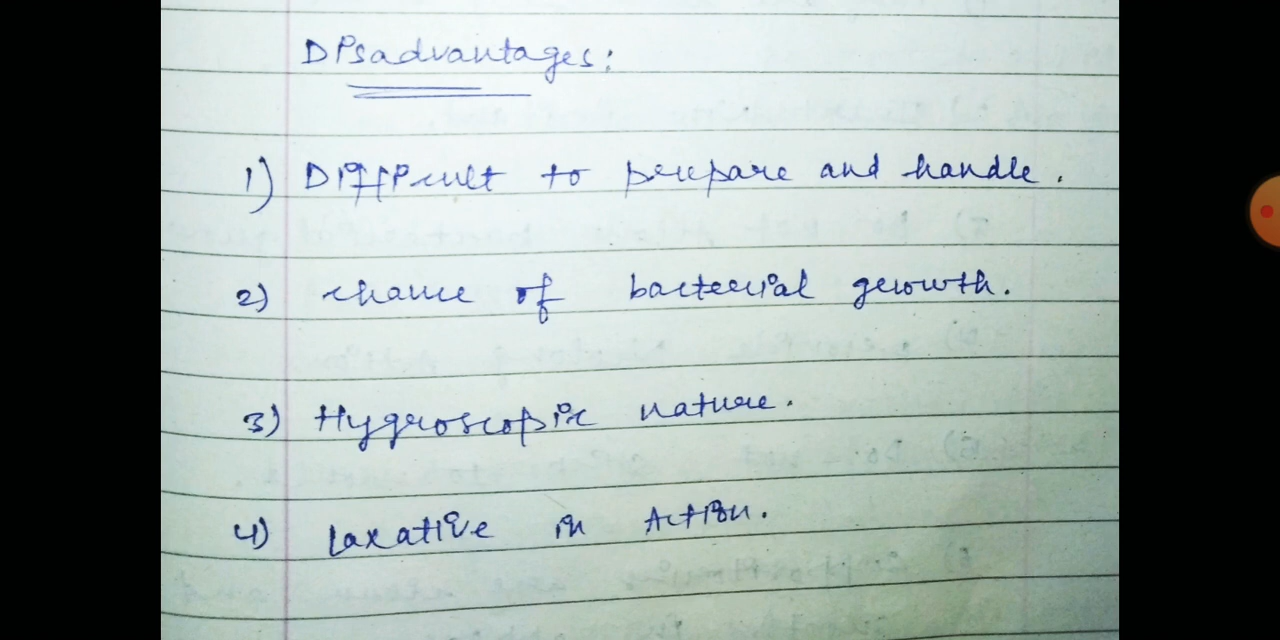 Disadvantages:
1) Difficult to prepare and handle.
2) chance of bacterial growth.
3) Hygroscopic nature.
4) Laxative in Action.